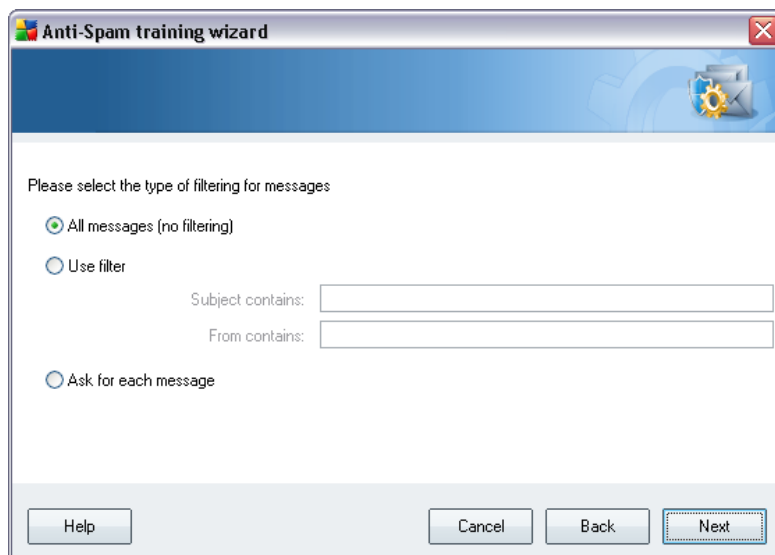 Anti-Spam training wizard
Please select the type of filtering for messages
All messages (no filtering)
Use filter
Subject contains:
From contains:
Ask for each message
Help
Cancel
Back
Next